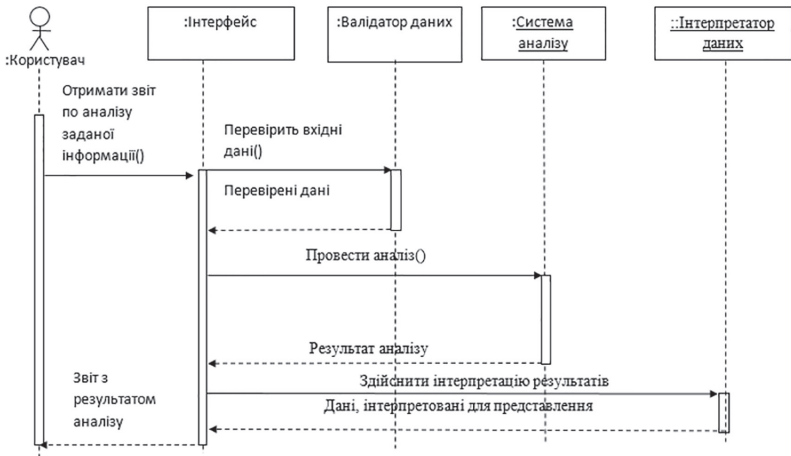 :Користувач
:Інтерфейс
:Валідатор даних
:Система
аналізу
::Інтерпретатор
даних
Отримати звіт
по аналізу
заданої
інформації()
Перевірить вхідні
дані()
Перевірені дані
Провести аналіз()
Результат аналізу
Здійснити інтерпретацію результатів
Дані, інтерпретовані для представлення
Звіт з
результатом
аналізу